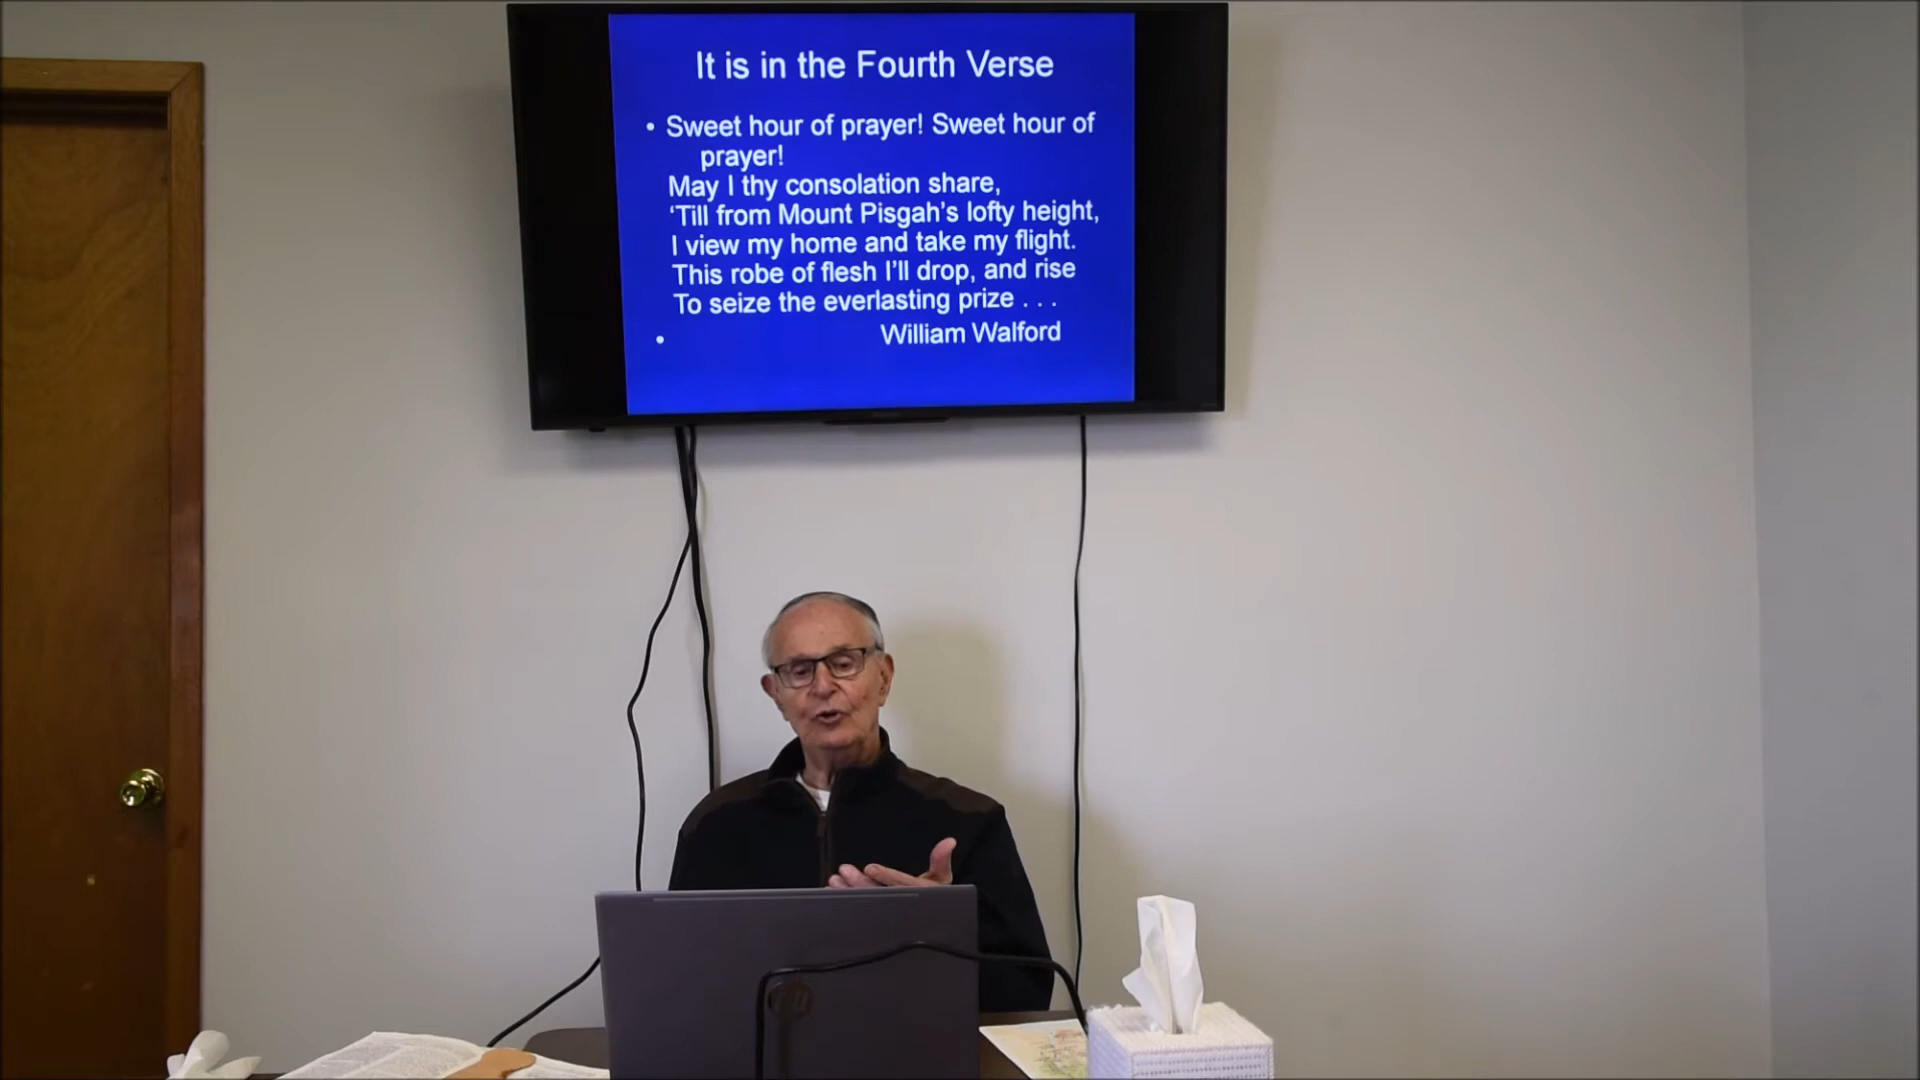 It is in the Fourth Verse
• Sweet hour of prayer! Sweet hour of
prayer!
May I thy consolation share,
‘Till from Mount Pisgah’s lofty height,
I view my home and take my flight.
This robe of flesh I’ll drop, and rise
To seize the everlasting prize . . .
• William Walford